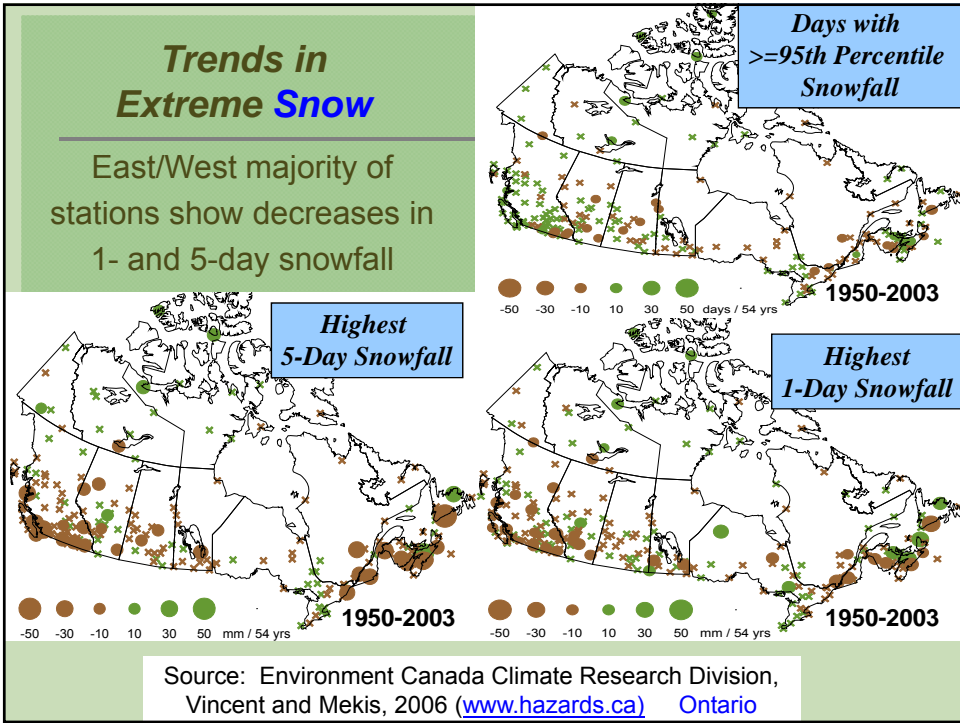 Trends in
Extreme Snow
East/West majority of
stations show decreases in
1- and 5-day snowfall
Days with
>=95th Percentile
Snowfall
1950-2003
-50 -30 -10 10 30 50 days / 54 yrs
Highest
5-Day Snowfall
1950-2003
-50 -30 -10 10 30 50 mm / 54 yrs
Highest
1-Day Snowfall
1950-2003
-50 -30 -10 10 30 50 mm / 54 yrs
Source: Environment Canada Climate Research Division,
Vincent and Mekis, 2006 (www.hazards.ca) Ontario